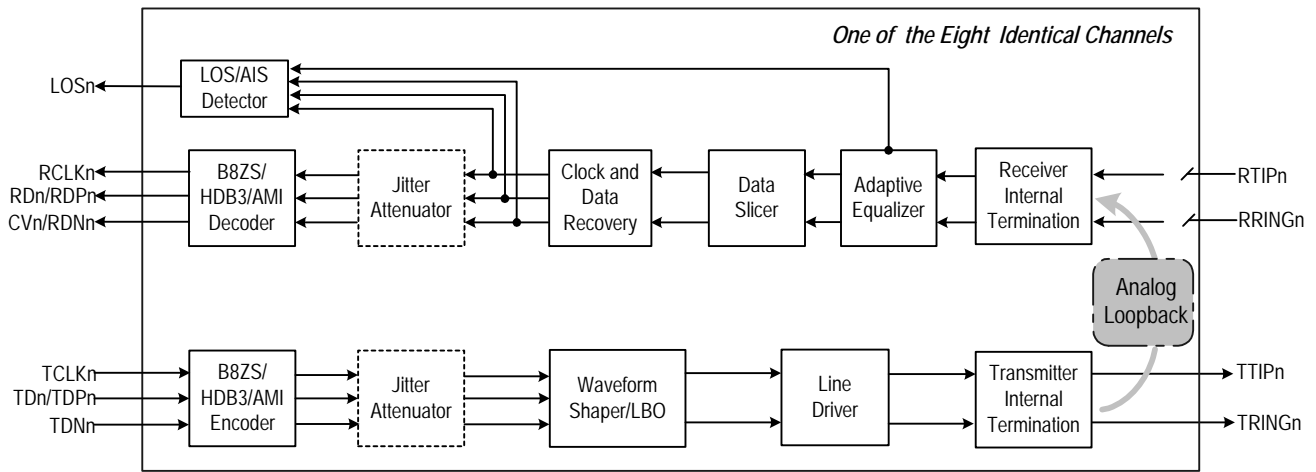 One of the Eight Identical Channels
LOSn
LOS/AIS
Detector
RCLKn
RDn/RDPn
CVn/RDNn
B8ZS/
HDB3/AMI
Decoder
Jitter
Attenuator
Clock and
Data
Recovery
Data
Slicer
Adaptive
Equalizer
Receiver
Internal
Termination
RTIPn
RRINGn
Analog
Loopback
TCLKn
TDn/TDPn
TDNn
B8ZS/
HDB3/AMI
Encoder
Jitter
Attenuator
Waveform
Shaper/LBO
Line
Driver
Transmitter
Internal
Termination
TTIPn
TRINGn